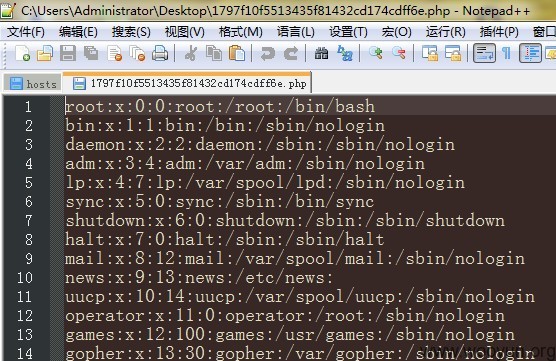 C:\Users\Administrator\Desktop\1797f10f5513435f81432cd174cdff6e.php - Notepad++
文件(F) 编辑(E) 搜索(S) 视图(V) 格式(M) 语言(L) 设置(T) 宏(O) 运行(R) 插件(P) 窗口
hosts 1797f10f5513435f81432cd174cdff6e.php
1 root:x:0:0:root:/root:/bin/bash
2 bin:x:1:1:bin:/bin:/sbin/nologin
3 daemon:x:2:2:daemon:/sbin:/sbin/nologin
4 adm:x:3:4:adm:/var/adm:/sbin/nologin
5 lp:x:4:7:lp:/var/spool/lpd:/sbin/nologin
6 sync:x:5:0:sync:/sbin:/bin/sync
7 shutdown:x:6:0:shutdown:/sbin:/sbin/shutdown
8 halt:x:7:0:halt:/sbin:/sbin/halt
9 mail:x:8:12:mail:/var/spool/mail:/sbin/nologin
10 news:x:9:13:news:/etc/news:
11 uucp:x:10:14:uucp:/var/spool/uucp:/sbin/nologin
12 operator:x:11:0:operator:/root:/sbin/nologin
13 games:x:12:100:games:/usr/games:/sbin/nologin
14 gopher:x:13:30:gopher:/var/gopher:/sbin/nologin